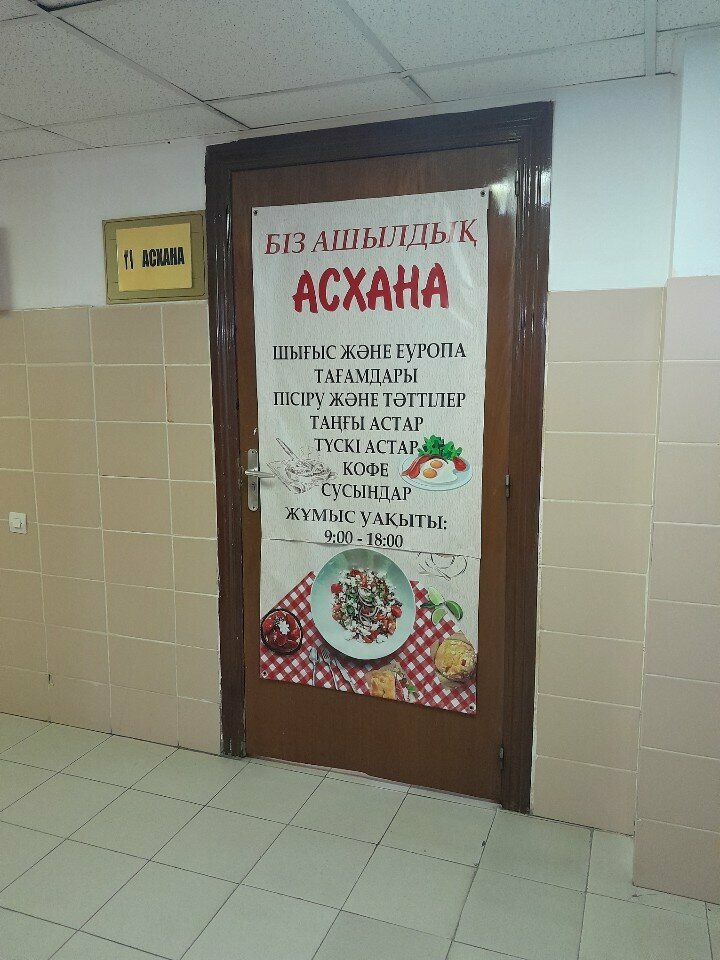 АСХАНА
БІЗ АШЫЛДЫҚ
АСХАНА
ШЫҒЫС ЖӘНЕ ЕУРОПА
ТАҒАМДАРЫ
ПІСІРУ ЖӘНЕ ТӘТТІЛЕР
ТАҢҒЫ АСТАР
ТҮСКІ АСТАР
КОФЕ
СУСЫНДАР
ЖҰМЫС УАҚЫТЫ:
9:00 - 18:00